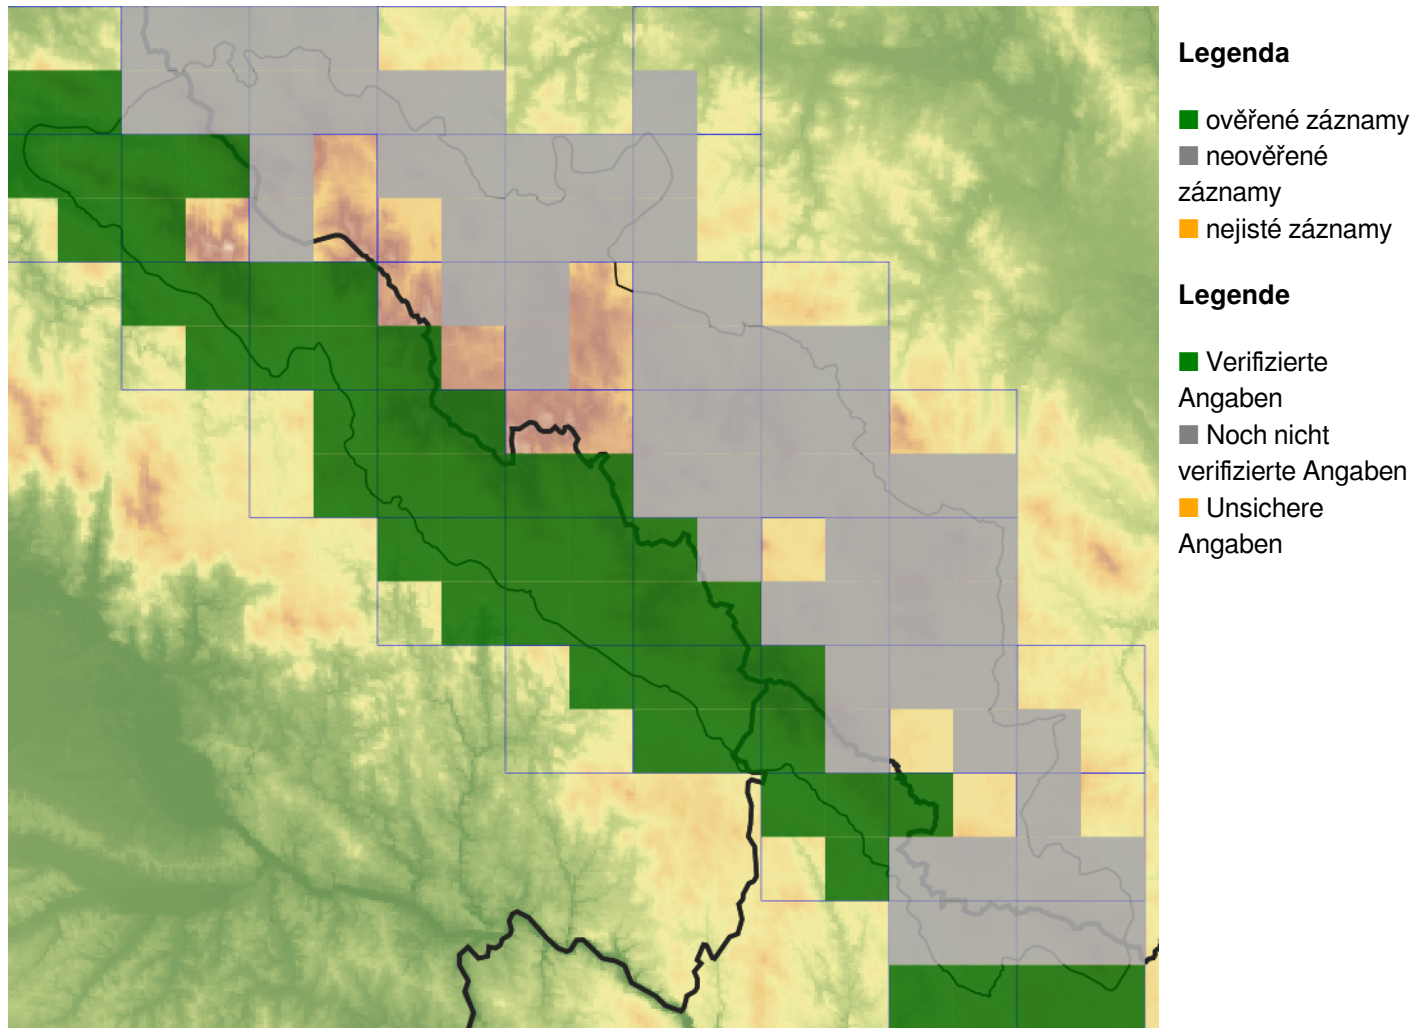 Legenda
ověřené záznamy
neověřené
záznamy
nejisté záznamy
Legende
Verifizierte
Angaben
Noch nicht
verifizierte Angaben
Unsichere
Angaben